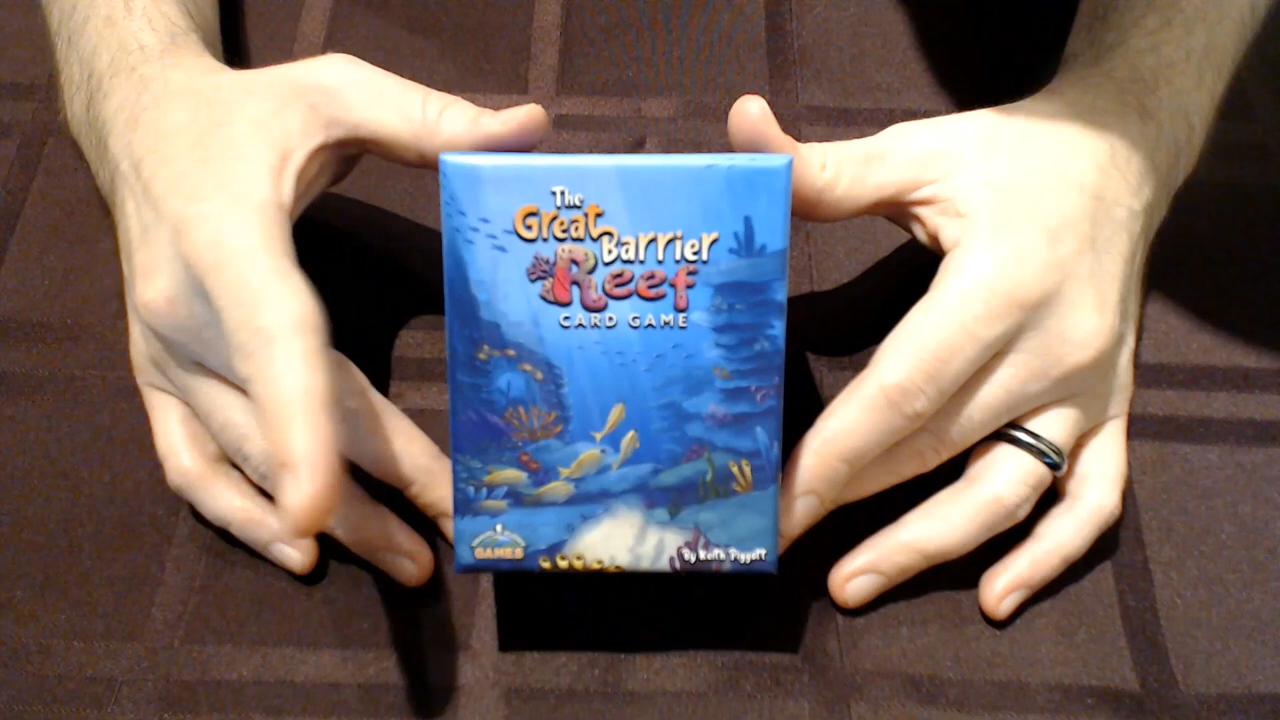 The
Great
Barrier
Reef
CARD GAME
GAMES
By Keith Piggott